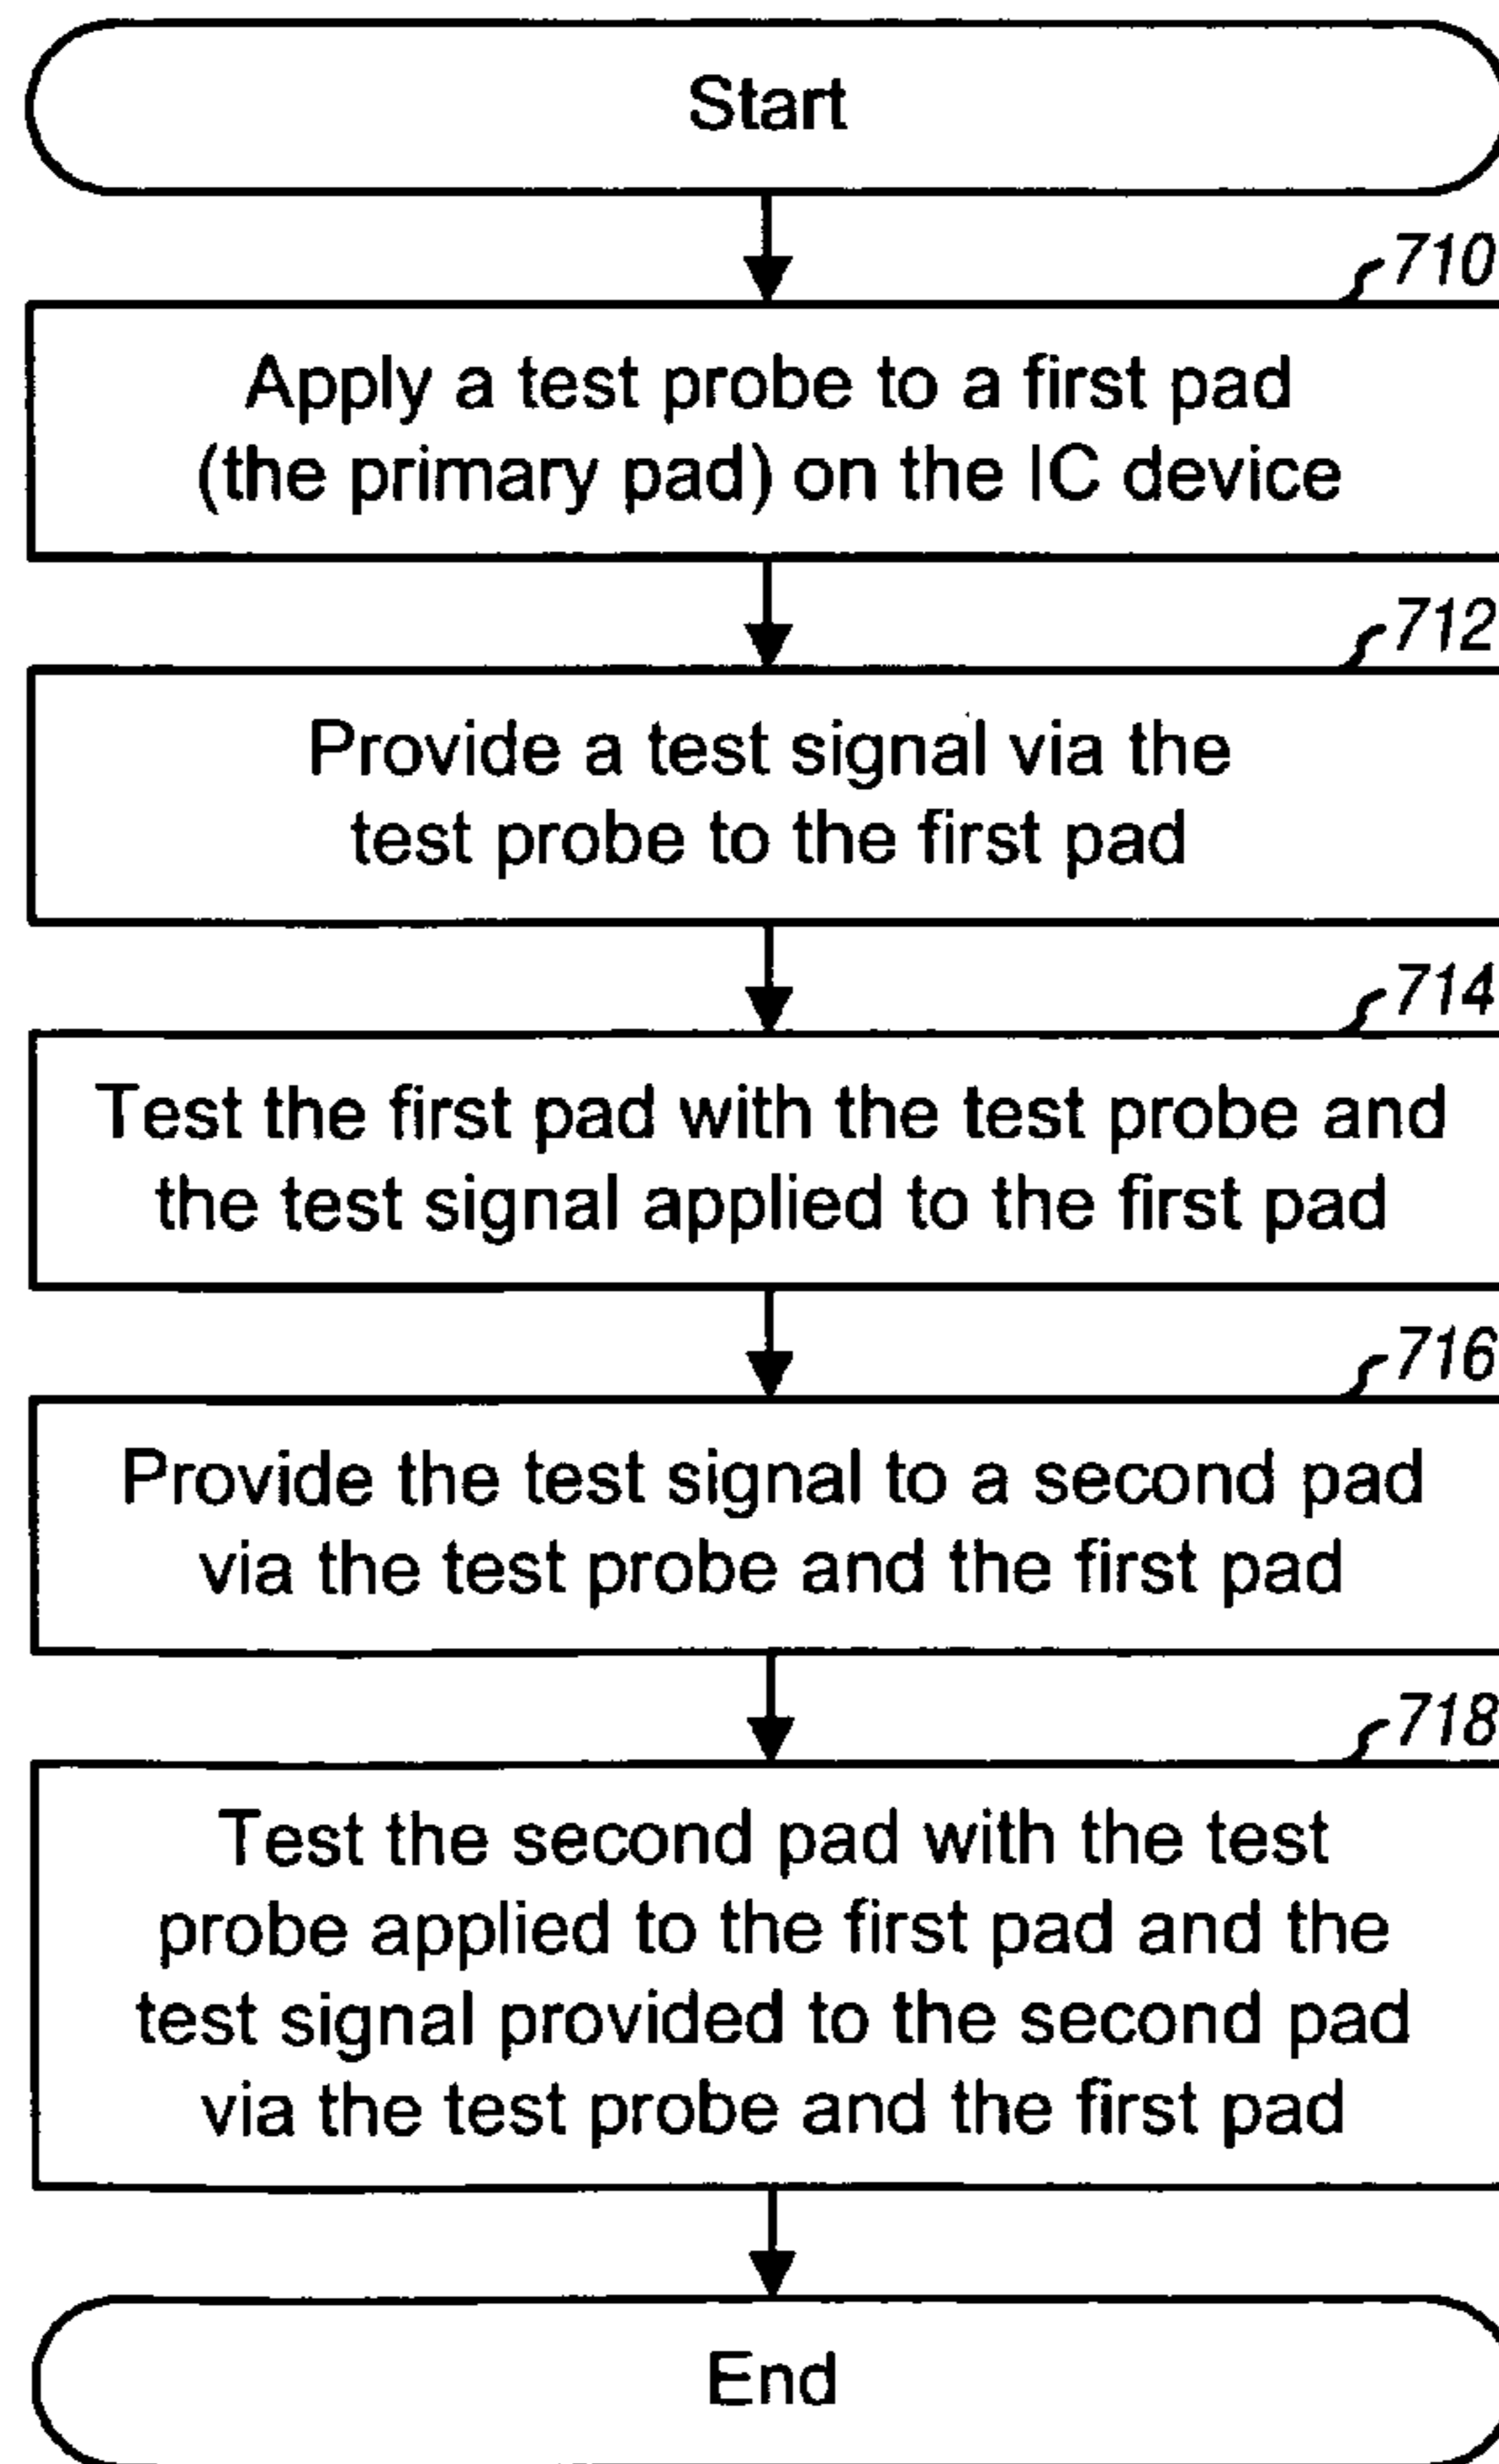 Start
710
Apply a test probe to a first pad
(the primary pad) on the IC device
712
Provide a test signal via the
test probe to the first pad
714
Test the first pad with the test probe and
the test signal applied to the first pad
716
Provide the test signal to a second pad
via the test probe and the first pad
718
Test the second pad with the test
probe applied to the first pad and the
test signal provided to the second pad
via the test probe and the first pad
End